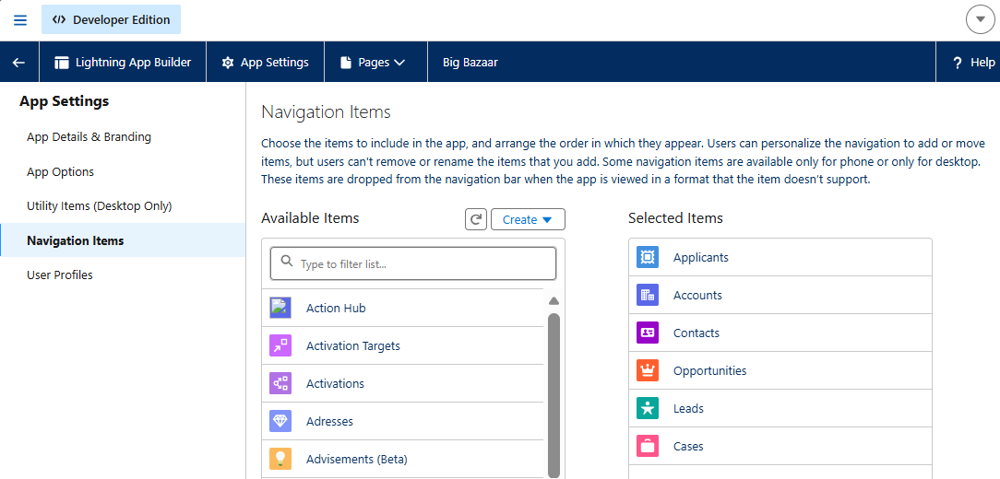 Developer Edition
Lightning App Builder
App Settings
Pages
Big Bazaar
? Help
App Settings
App Details & Branding
App Options
Utility Items (Desktop Only)
Navigation Items
User Profiles
Navigation Items
Choose the items to include in the app, and arrange the order in which they appear. Users can personalize the navigation to add or move
items, but users can't remove or rename the items that you add. Some navigation items are available only for phone or only for desktop.
These items are dropped from the navigation bar when the app is viewed in a format that the item doesn't support.
Available Items
Create
Type to filter list...
Action Hub
Activation Targets
Activations
Adresses
Advisements (Beta)
Selected Items
Applicants
Accounts
Contacts
Opportunities
Leads
Cases